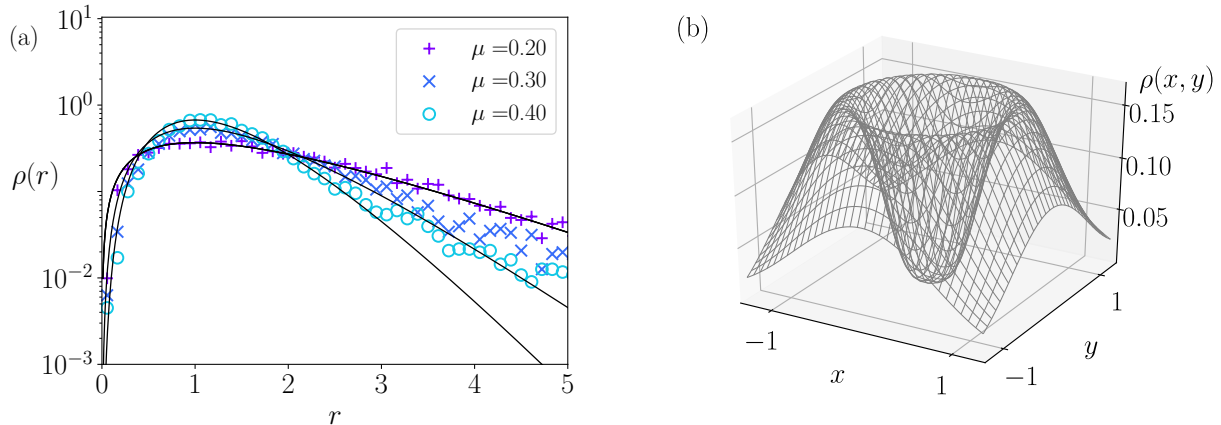 (a)
10^1
10^0
10^{-2}
10^{-3}
ρ(r)
μ =0.20
μ =0.30
μ =0.40
0 1 2 3 4 5
r
(b)
ρ(x, y)
0.15
0.10
0.05
−1
x
1
−1
y
1